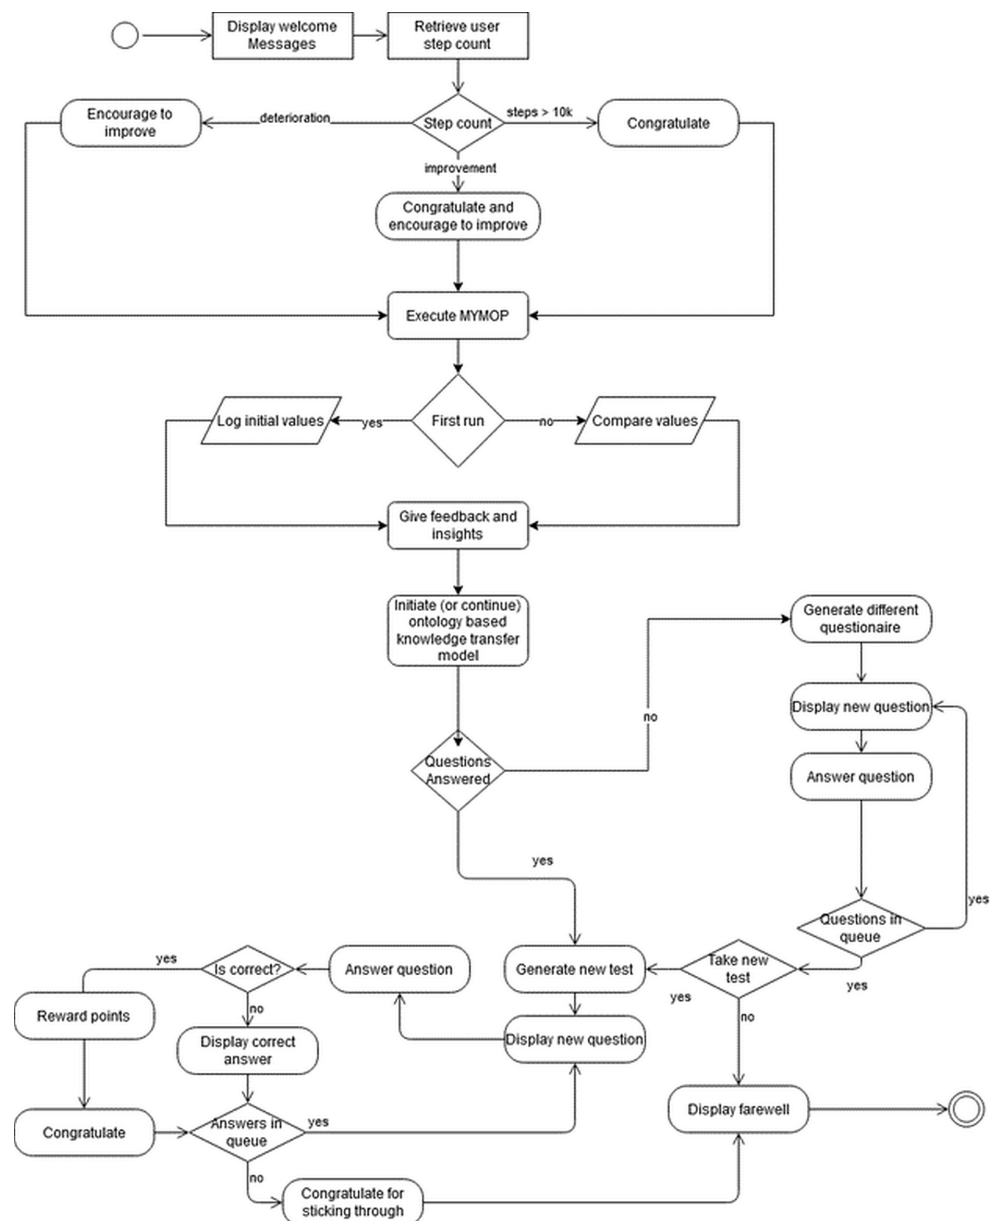 Display welcome
Messages
Retrieve user
step count
Encourage to
improve
deterioration
Step count
steps > 10k
Congratulate
improvement
Congratulate and
encourage to improve
Execute MYMOP
Log initial values
yes
First run
no
Compare values
Give feedback and
insights
Initiate (or continue)
ontology based
knowledge transfer
model
Generate different
questionaire
Display new question
no
Questions
Answered
Answer question
yes
yes
Questions in
queue
yes
Take new
test
yes
no
Generate new test
Answer question
Is correct?
yes
no
Reward points
Display correct
answer
Display new question
Congratulate
Answers in
queue
yes
no
Display farewell
Congratulate for
sticking through